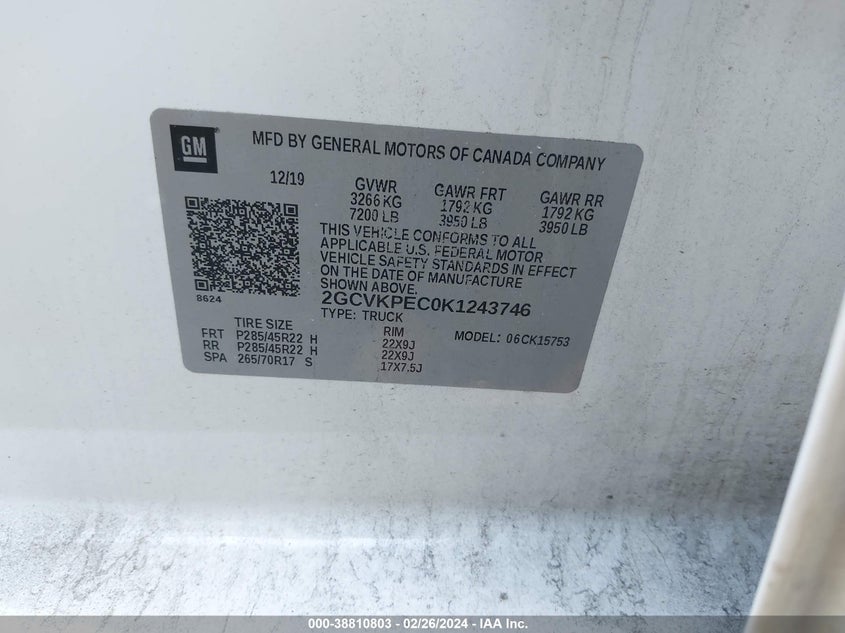 GM
MFD BY GENERAL MOTORS OF CANADA COMPANY
12/19
GVWR GAWR FRT GAWR RR
3266 KG 1792 KG 1792 KG
7200 LB 3950 LB 3950 LB
THIS VEHICLE CONFORMS TO ALL
APPLICABLE U.S. FEDERAL MOTOR
VEHICLE SAFETY STANDARDS IN EFFECT
ON THE DATE OF MANUFACTURE
SHOWN ABOVE.
8624
2GCVKPEC0K1243746
TYPE: TRUCK
MODEL: 06CK15753
TIRE SIZE RIM
FRT P285/45R22 H 22X9J
RR P285/45R22 H 22X9J
SPA 265/70R17 S 17X7.5J
000-38810803 - 02/26/2024 - IAA Inc.